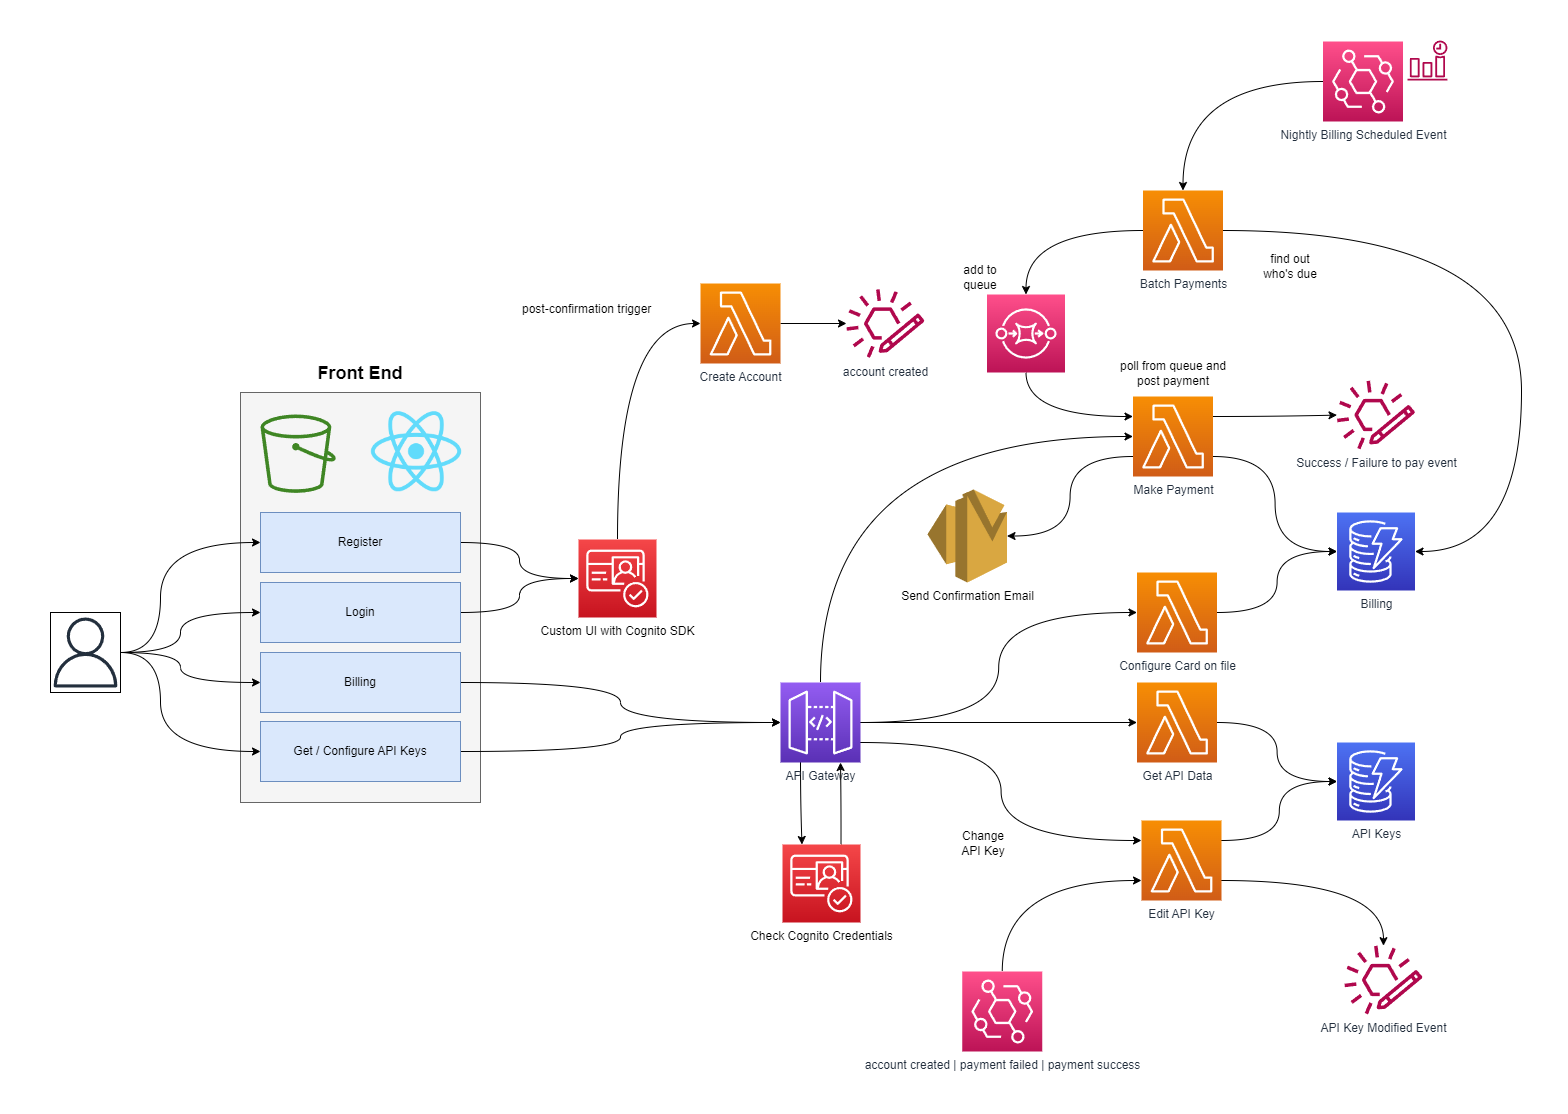 Nightly Billing Scheduled Event
Batch Payments
find out
who's due
add to
queue
post-confirmation trigger
Create Account
account created
poll from queue and
post payment
Make Payment
Success / Failure to pay event
Front End
Register
Login
Billing
Get / Configure API Keys
Custom UI with Cognito SDK
Send Confirmation Email
Billing
Configure Card on file
</>
API Gateway
Get API Data
API Keys
Change
API Key
Edit API Key
Check Cognito Credentials
API Key Modified Event
account created | payment failed | payment success